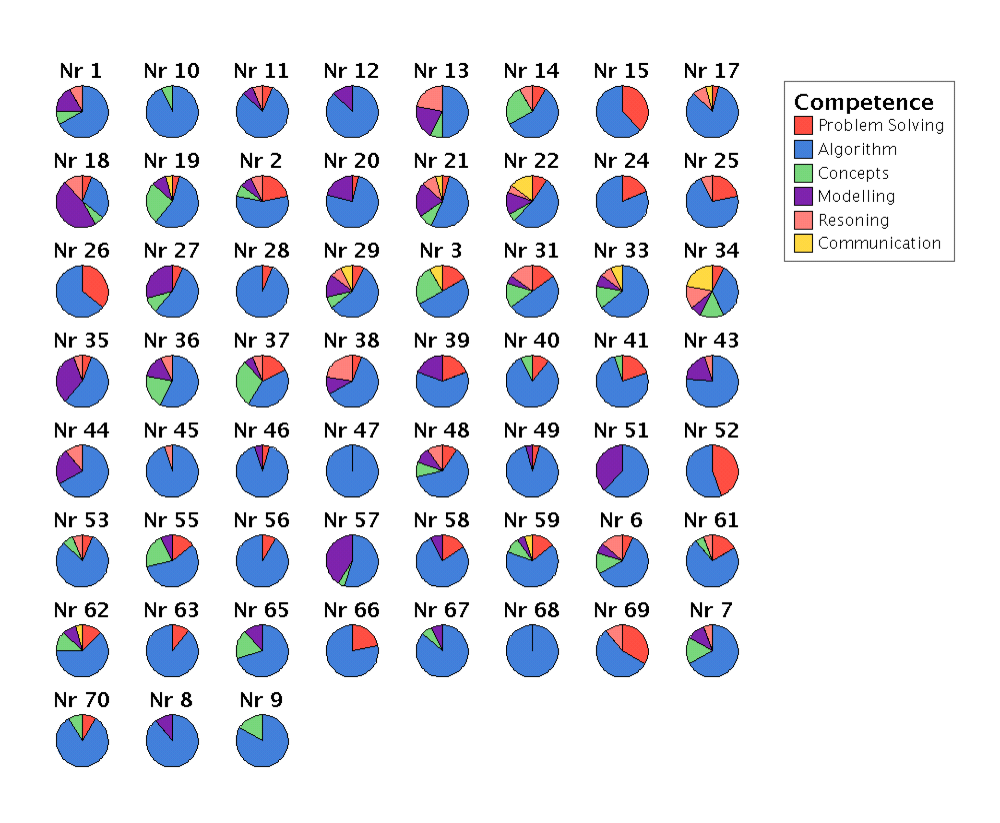 Nr 1 Nr 10 Nr 11 Nr 12 Nr 13 Nr 14 Nr 15 Nr 17
Nr 18 Nr 19 Nr 2 Nr 20 Nr 21 Nr 22 Nr 24 Nr 25
Nr 26 Nr 27 Nr 28 Nr 29 Nr 3 Nr 31 Nr 33 Nr 34
Nr 35 Nr 36 Nr 37 Nr 38 Nr 39 Nr 40 Nr 41 Nr 43
Nr 44 Nr 45 Nr 46 Nr 47 Nr 48 Nr 49 Nr 51 Nr 52
Nr 53 Nr 55 Nr 56 Nr 57 Nr 58 Nr 59 Nr 6 Nr 61
Nr 62 Nr 63 Nr 65 Nr 66 Nr 67 Nr 68 Nr 69 Nr 7
Nr 70 Nr 8 Nr 9
Competence
Problem Solving
Algorithm
Concepts
Modelling
Resoning
Communication